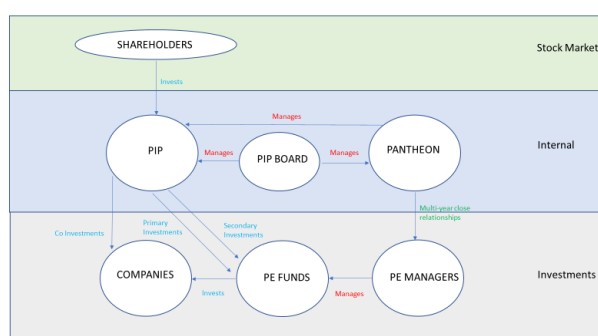 SHAREHOLDERS
Stock Market
Invests
Manages
PIP
Manages
PIP BOARD
Manages
PANTHEON
Internal
Multi-year close
relationships
Co Investments
Primary
Investments
Secondary
Investments
COMPANIES
Invests
PE FUNDS
Manages
PE MANAGERS
Investments